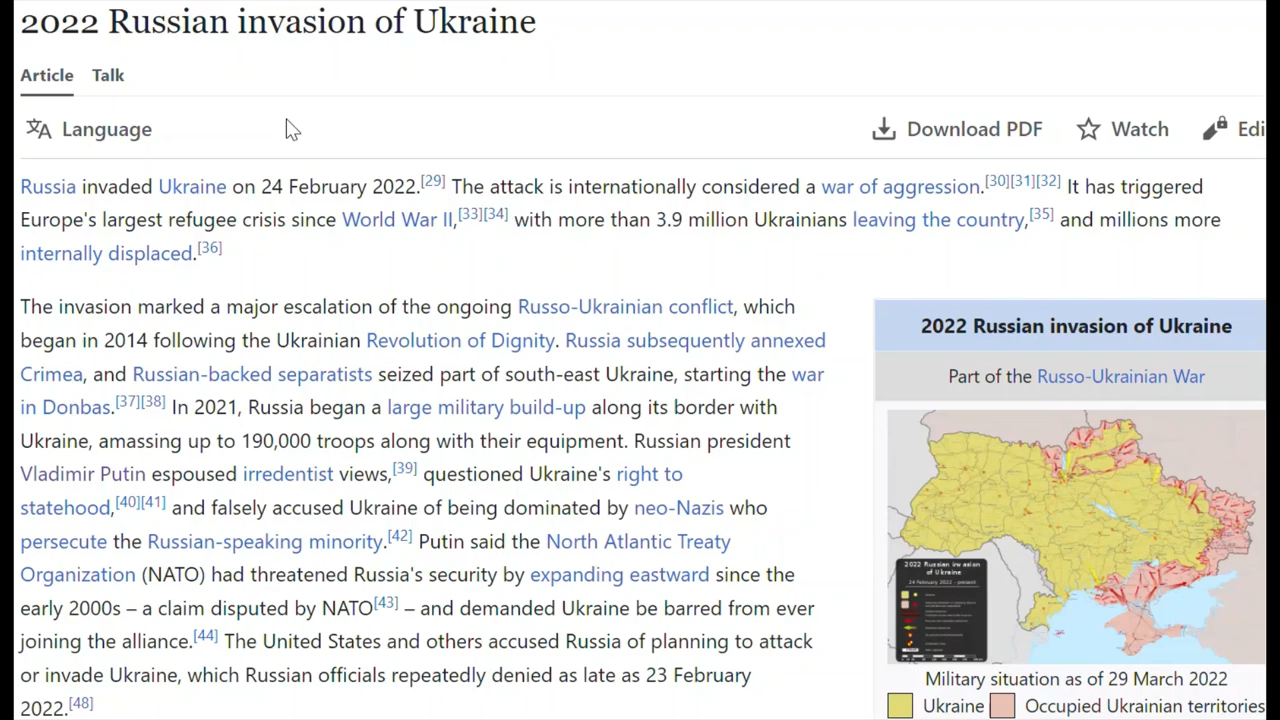 2022 Russian invasion of Ukraine
Article Talk
Language
Download PDF Watch Edi
Russia invaded Ukraine on 24 February 2022.[29] The attack is internationally considered a war of aggression.[30][31][32] It has triggered
Europe's largest refugee crisis since World War II,[33][34] with more than 3.9 million Ukrainians leaving the country,[35] and millions more
internally displaced.[36]
The invasion marked a major escalation of the ongoing Russo-Ukrainian conflict, which
began in 2014 following the Ukrainian Revolution of Dignity. Russia subsequently annexed
Crimea, and Russian-backed separatists seized part of south-east Ukraine, starting the war
in Donbas.[37][38] In 2021, Russia began a large military build-up along its border with
Ukraine, amassing up to 190,000 troops along with their equipment. Russian president
Vladimir Putin espoused irredentist views,[39] questioned Ukraine's right to
statehood,[40][41] and falsely accused Ukraine of being dominated by neo-Nazis who
persecute the Russian-speaking minority.[42] Putin said the North Atlantic Treaty
Organization (NATO) had threatened Russia's security by expanding eastward since the
early 2000s – a claim disputed by NATO[43] – and demanded Ukraine be barred from ever
joining the alliance.[44] The United States and others accused Russia of planning to attack
or invade Ukraine, which Russian officials repeatedly denied as late as 23 February
2022.[48]
2022 Russian invasion of Ukraine
Part of the Russo-Ukrainian War
2022 Russian invasion
of Ukraine
24 February 2022 - present
Military situation as of 29 March 2022
Ukraine Occupied Ukrainian territories